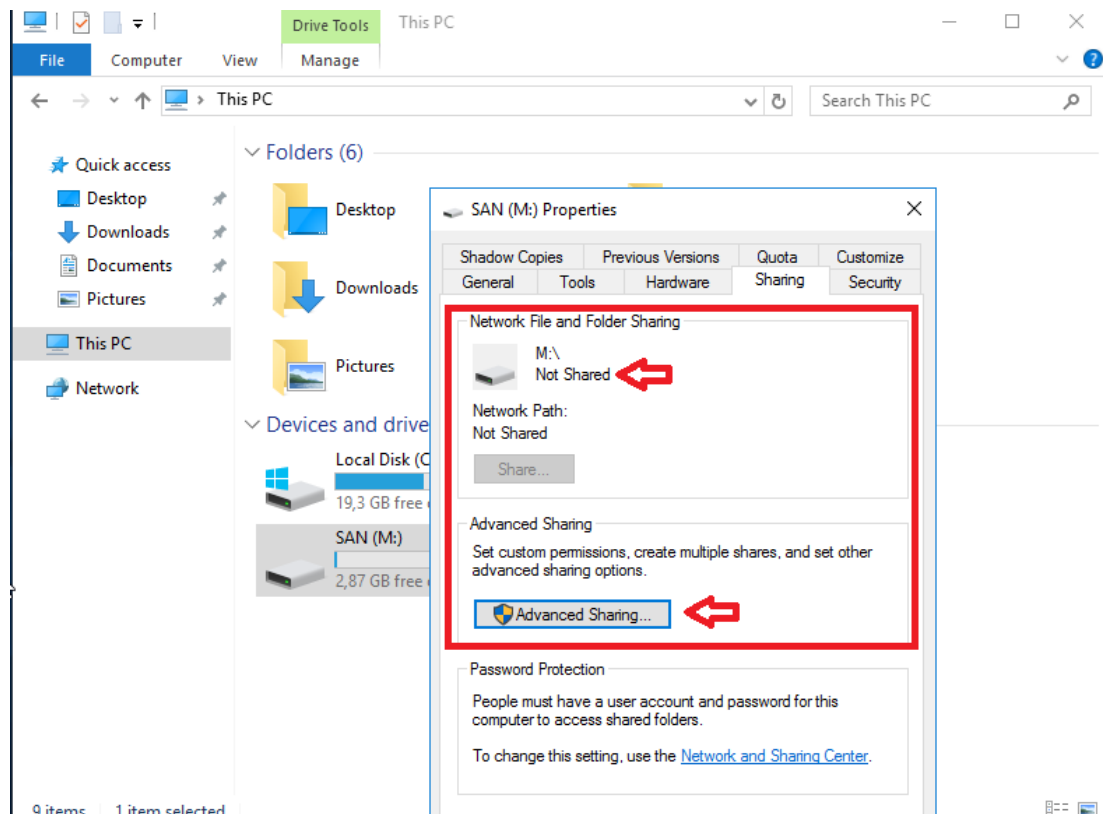 Drive Tools
This PC
File
Computer
View
Manage
This PC
Search This PC
Quick access
Desktop
Downloads
Documents
Pictures
This PC
Network
Folders (6)
Desktop
Downloads
Pictures
Devices and drive
Local Disk (C
19,3 GB free
SAN (M:)
2,87 GB free
SAN (M:) Properties
Shadow Copies
Previous Versions
Quota
Customize
General
Tools
Hardware
Sharing
Security
Network File and Folder Sharing
M:\
Not Shared
Network Path:
Not Shared
Share...
Advanced Sharing
Set custom permissions, create multiple shares, and set other
advanced sharing options.
Advanced Sharing...
Password Protection
People must have a user account and password for this
computer to access shared folders.
To change this setting, use the Network and Sharing Center.
9 items
1 item selected